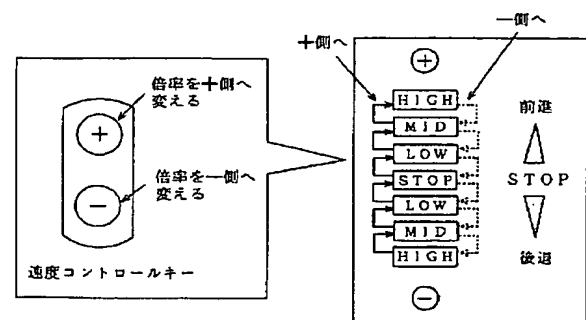 倍率を+側へ
変える
+
倍率を−側へ
変える
−
速度コントロールキー
+側へ
−側へ
+
HIGH
MID
LOW
STOP
LOW
MID
HIGH
−
前進
STOP
後退